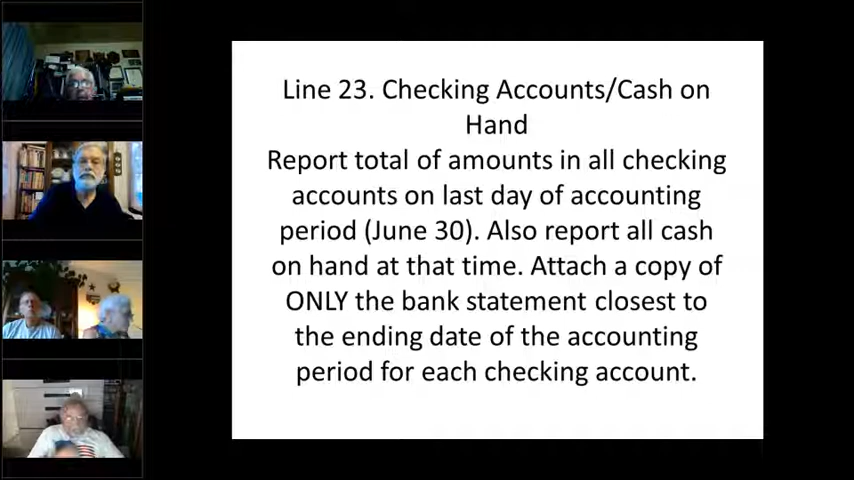 Line 23. Checking Accounts/Cash on
Hand
Report total of amounts in all checking
accounts on last day of accounting
period (June 30). Also report all cash
on hand at that time. Attach a copy of
ONLY the bank statement closest to
the ending date of the accounting
period for each checking account.